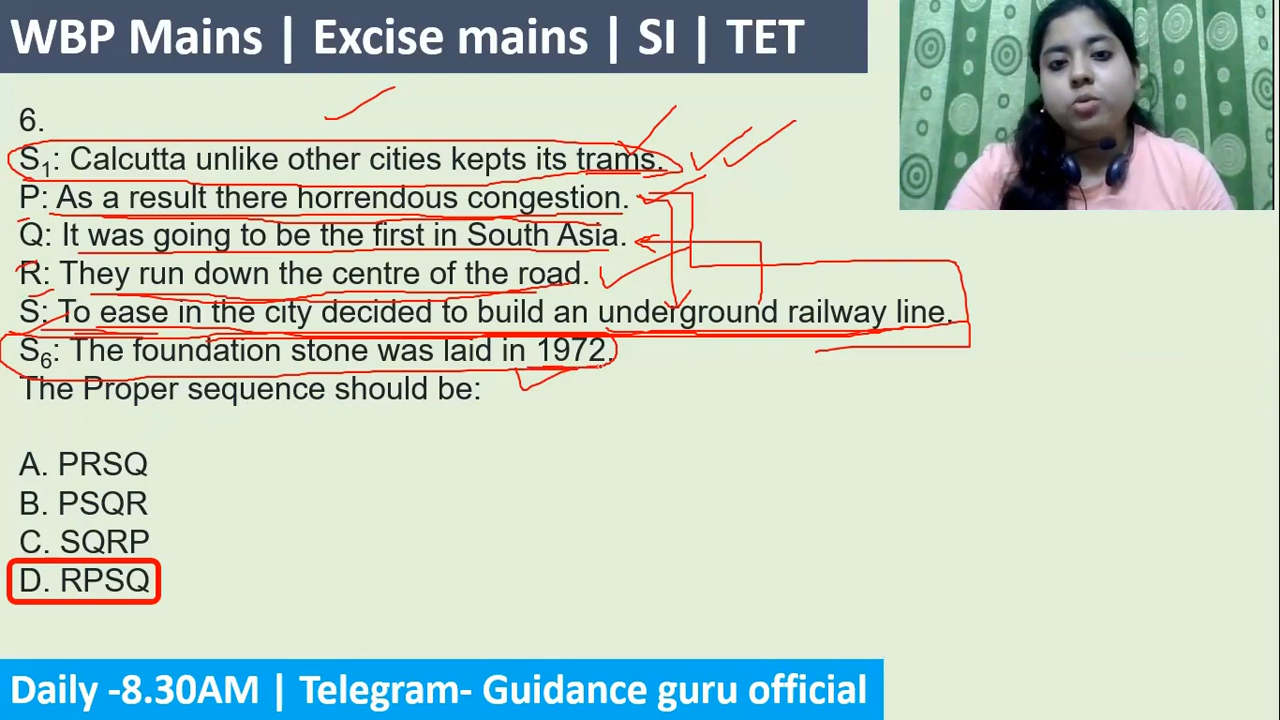 WBP Mains | Excise mains | SI | TET
6.
S1: Calcutta unlike other cities kepts its trams.
P: As a result there horrendous congestion.
Q: It was going to be the first in South Asia.
R: They run down the centre of the road.
S: To ease in the city decided to build an underground railway line.
S6: The foundation stone was laid in 1972.
The Proper sequence should be:
A. PRSQ
B. PSQR
C. SQRP
D. RPSQ
Daily -8.30AM | Telegram- Guidance guru official